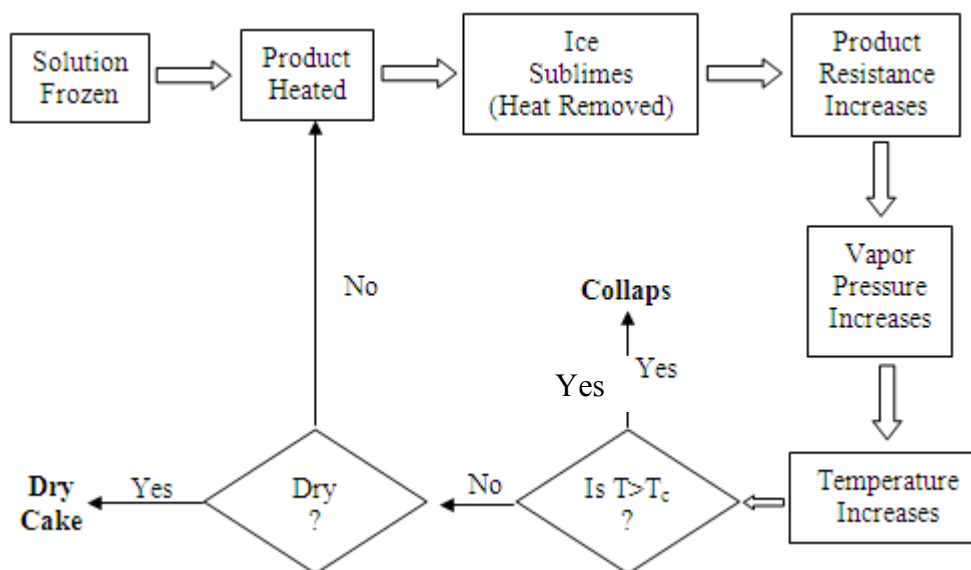 Solution
Frozen
Product
Heated
Ice
Sublimes
(Heat Removed)
Product
Resistance
Increases
Vapor
Pressure
Increases
Temperature
Increases
Is T>Tc
?
Yes
Yes
Collaps
No
Dry
?
No
Yes
Dry
Cake